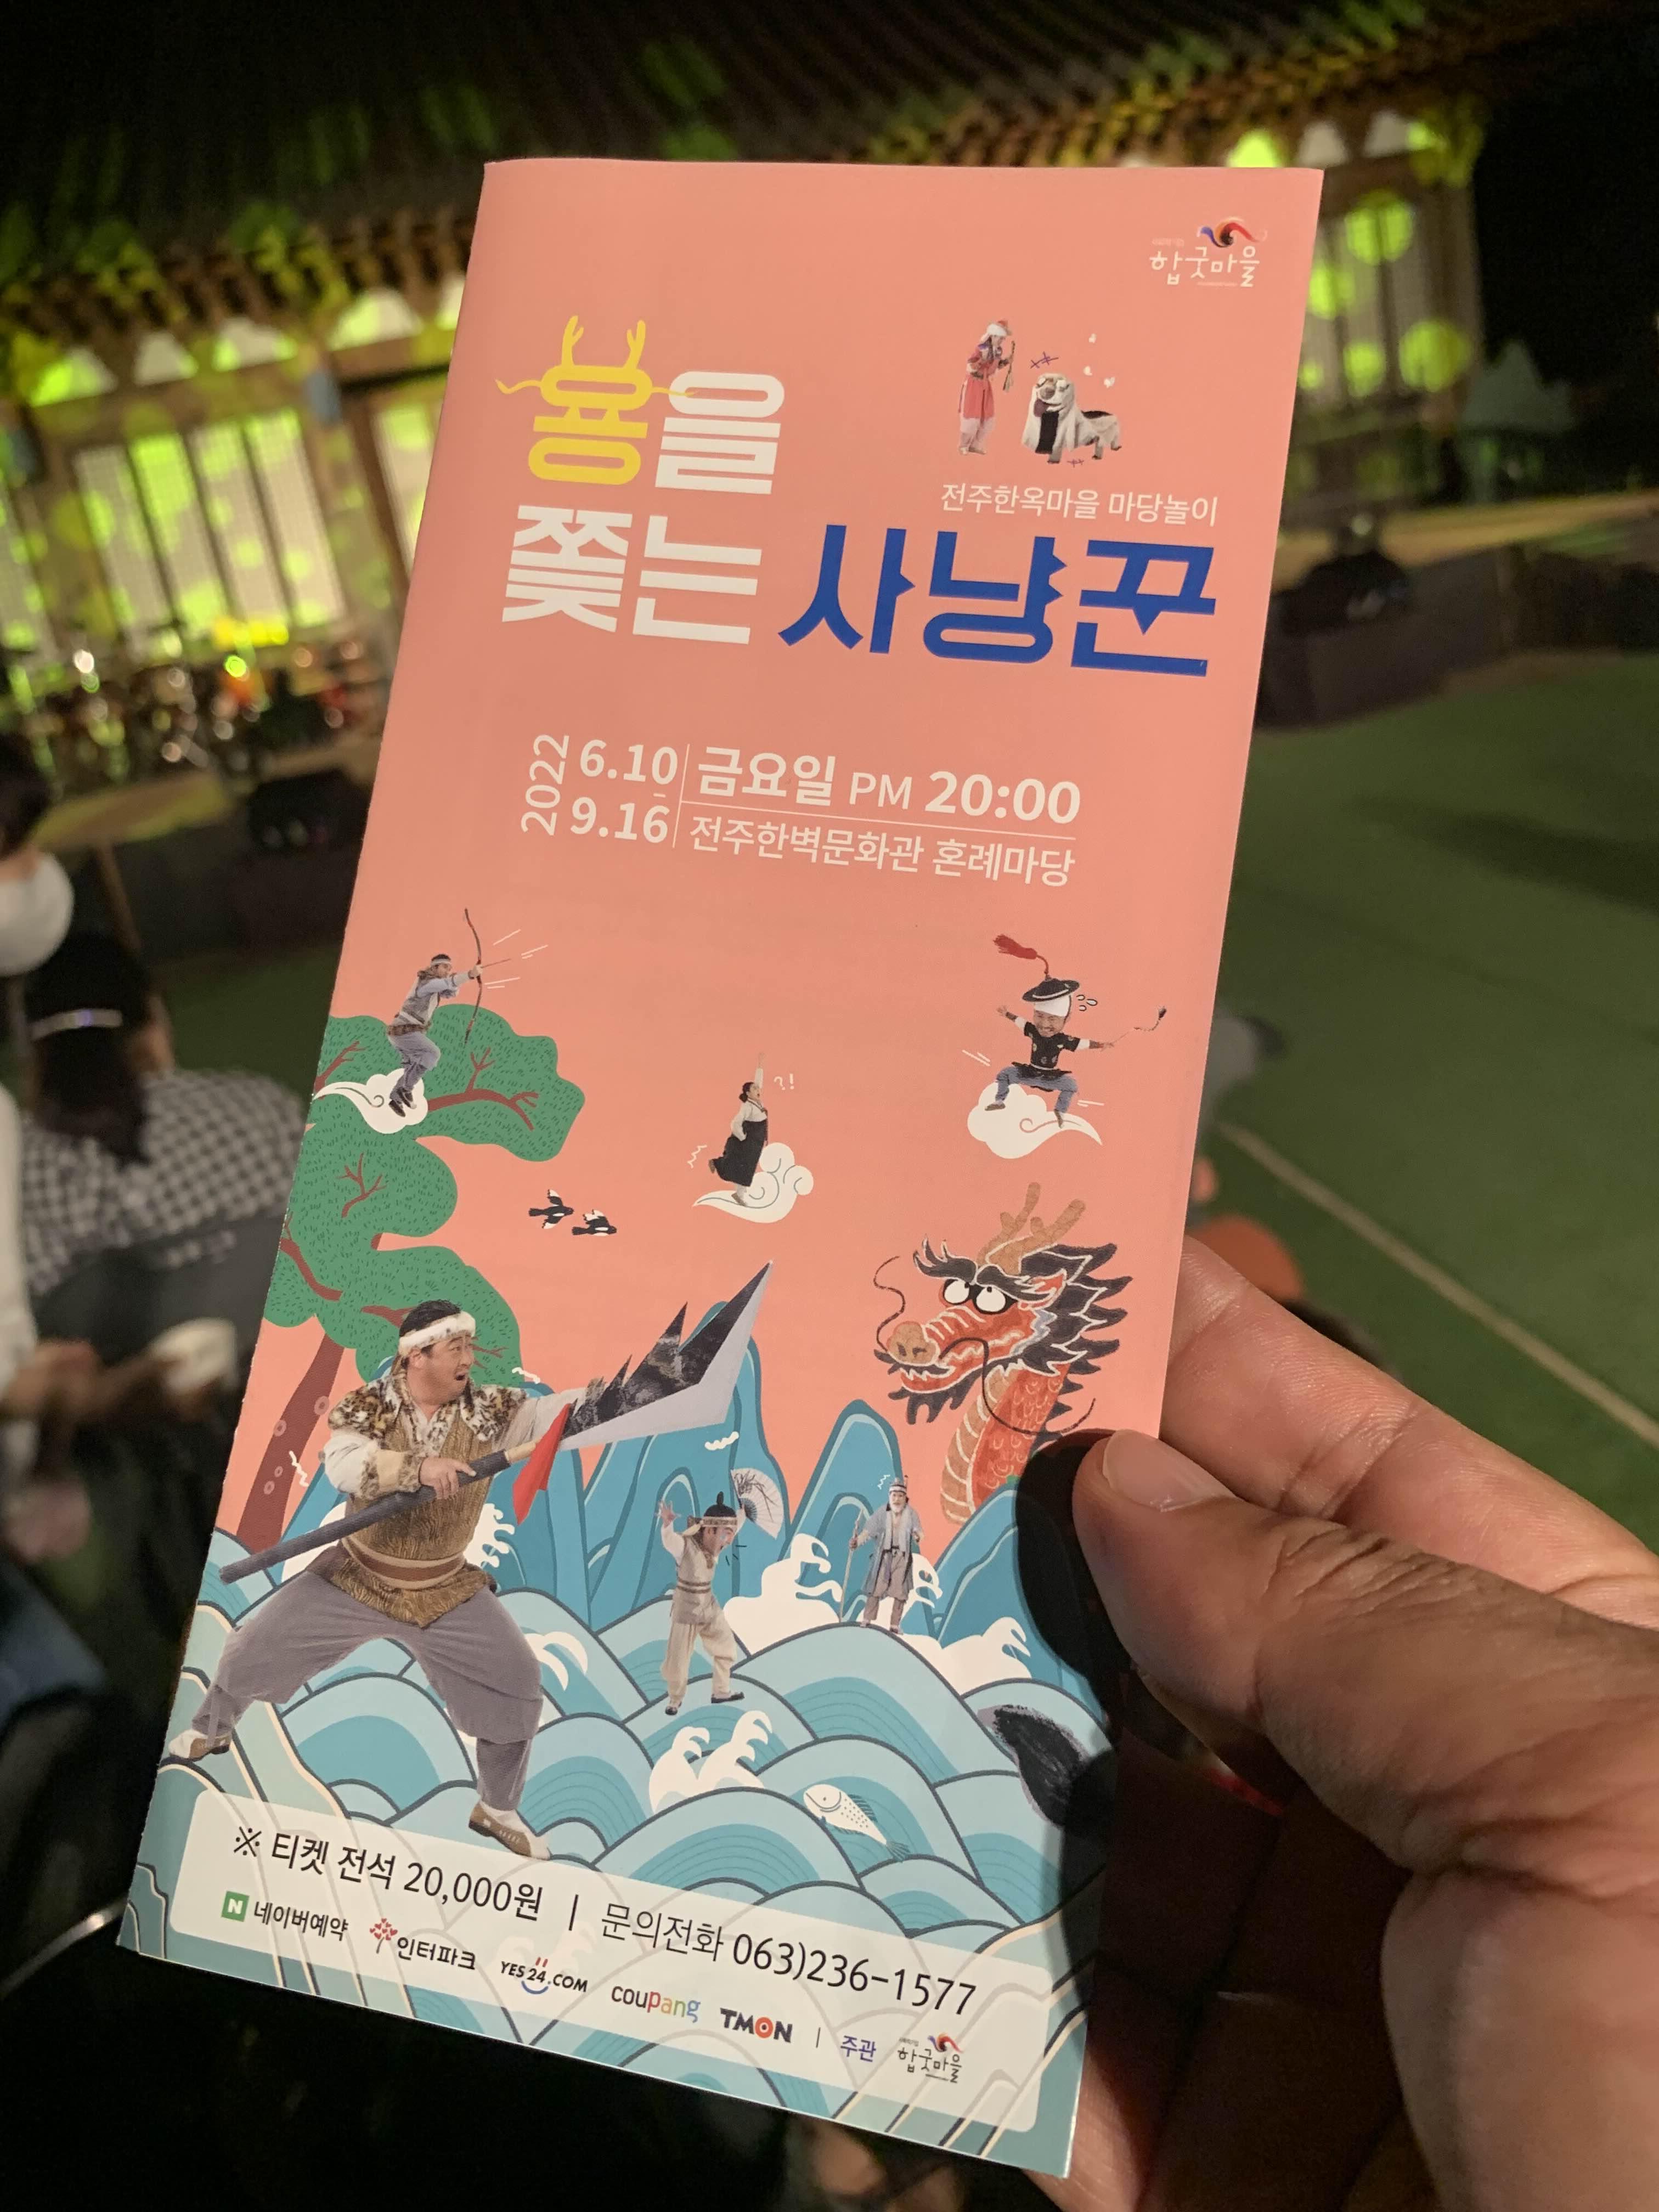 합굿마을
전주한옥마을 마당놀이
용을
쫓는 사냥꾼
2022 6.10 - 9.16
금요일 PM 20:00
전주한벽문화관 혼례마당
?!
※ 티켓 전석 20,000원 | 문의전화 063)236-1577
N 네이버예약 인터파크 YES24.COM coupang TMON | 주관 합굿마을